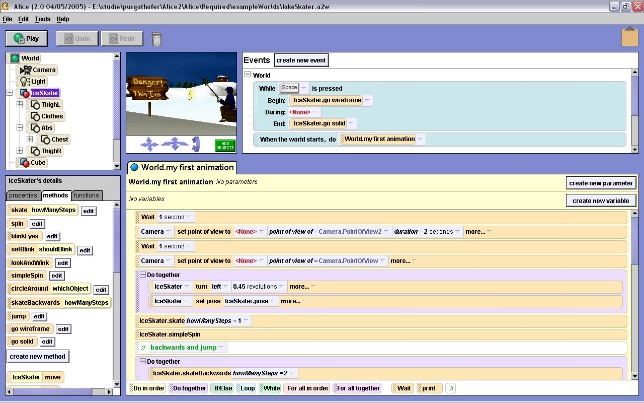 Alice (2.0 04/05/2005) - E:\studie\purgathofer\Alice2\Alice\Required\exampleWorlds\lakeSkater.a2w
File Edit Tools Help
Play Undo Redo
World
Camera
Light
IceSkater
ThighL
Clothes
Abs
Chest
ThighR
Cube
Danger!
Thin Ice
ADD OBJECTS
Events create new event
World
While Space is pressed
Begin: IceSkater.go wireframe
During: <None>
End: IceSkater.go solid
When the world starts, do World.my first animation
IceSkater's details
properties methods functions
skate howManySteps edit
spin edit
blinkEyes edit
setBlink shouldBlink edit
lookAndWink edit
simpleSpin edit
circleAround whichObject edit
skateBackwards howManySteps
jump edit
go wireframe edit
go solid edit
create new method
IceSkater move
World.my first animation
World.my first animation No parameters create new parameter
No variables create new variable
Wait 1 second
Camera set point of view to <None> point of view of = Camera.PointOfView2 duration = 2 seconds more...
Wait 1 second
Camera set point of view to <None> point of view of = Camera.PointOfView more...
Do together
IceSkater turn left 0.45 revolutions more...
IceSkater set pose IceSkater.pose more...
IceSkater.skate howManySteps = 1
IceSkater.simpleSpin
// backwards and jump
Do together
IceSkater.skateBackwards howManySteps = 2
Do in order Do together If/Else Loop While For all in order For all together Wait print //